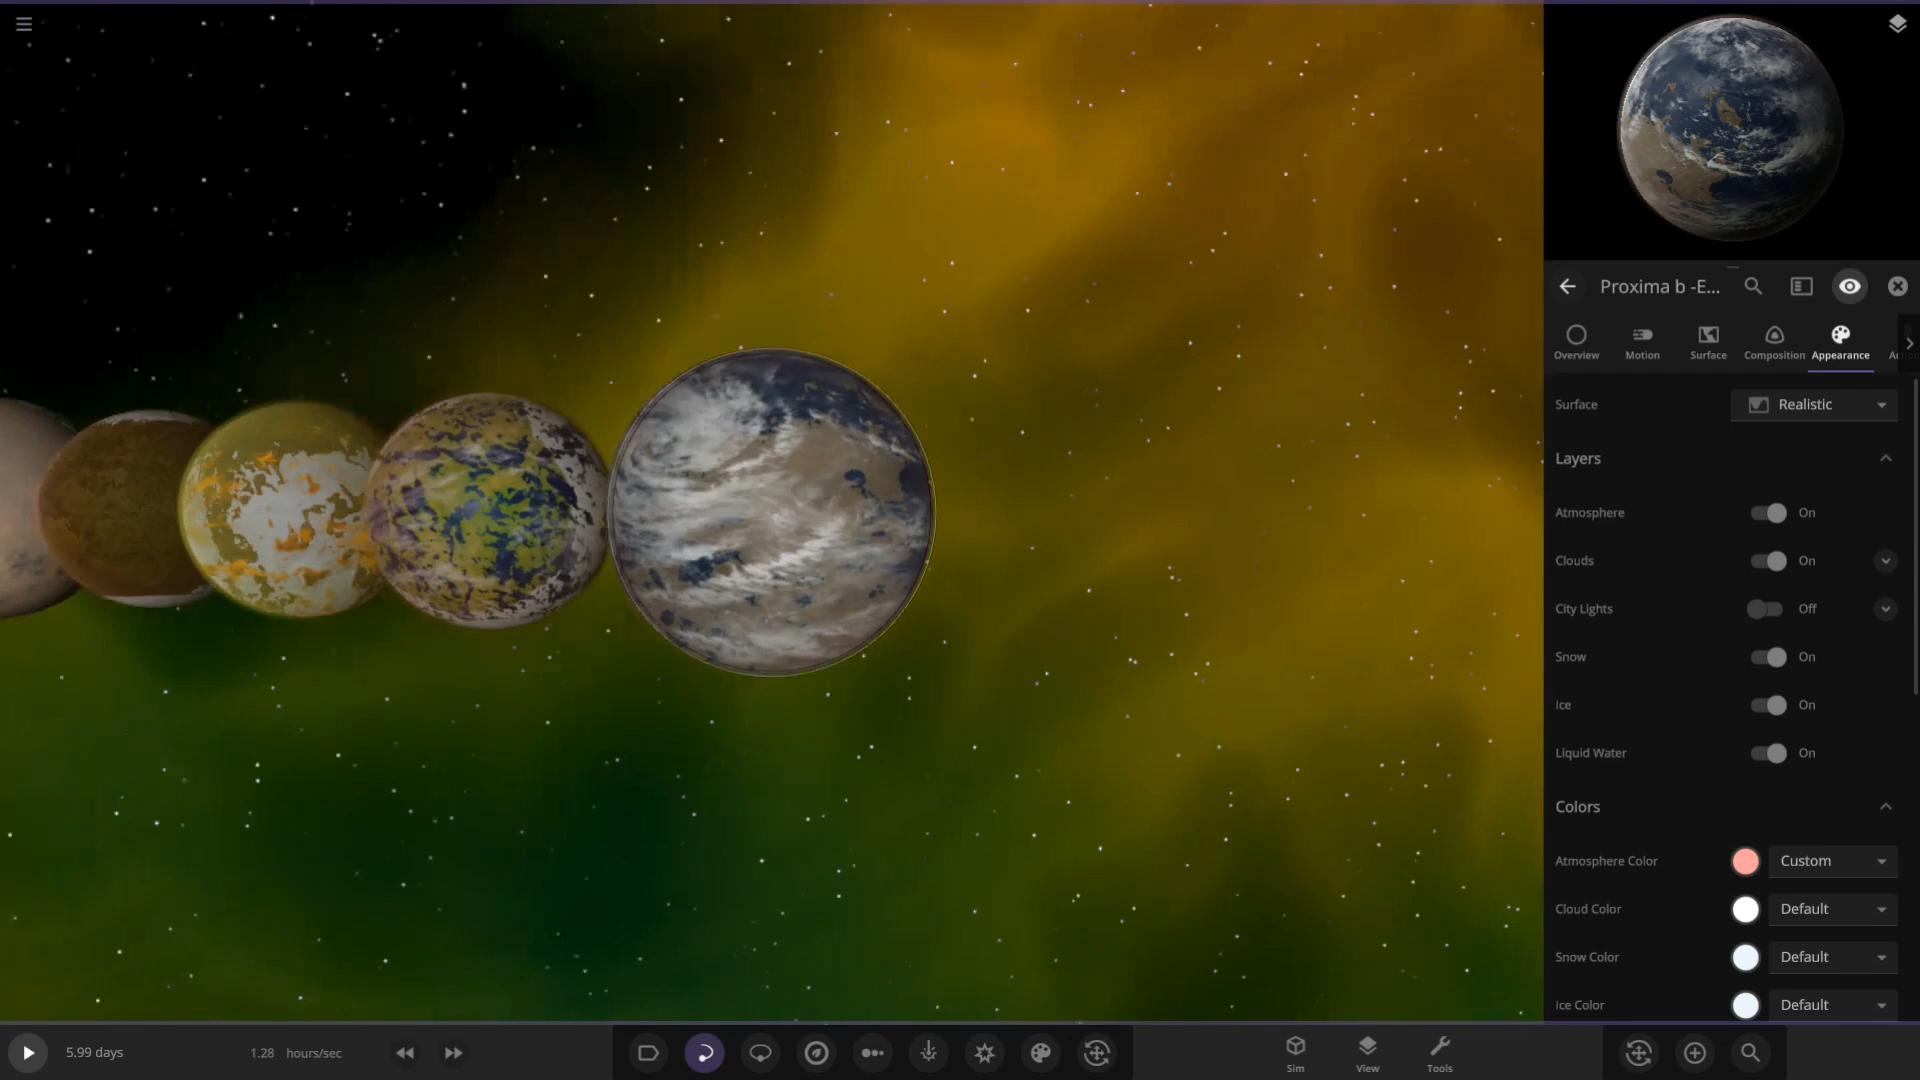 Proxima b -E...
Overview
Motion
Surface
Composition
Appearance
Surface
Realistic
Layers
Atmosphere
On
Clouds
On
City Lights
Off
Snow
On
Ice
On
Liquid Water
On
Colors
Atmosphere Color
Custom
Cloud Color
Default
Snow Color
Default
Ice Color
Default
5.99 days
1.28 hours/sec
Sim
View
Tools